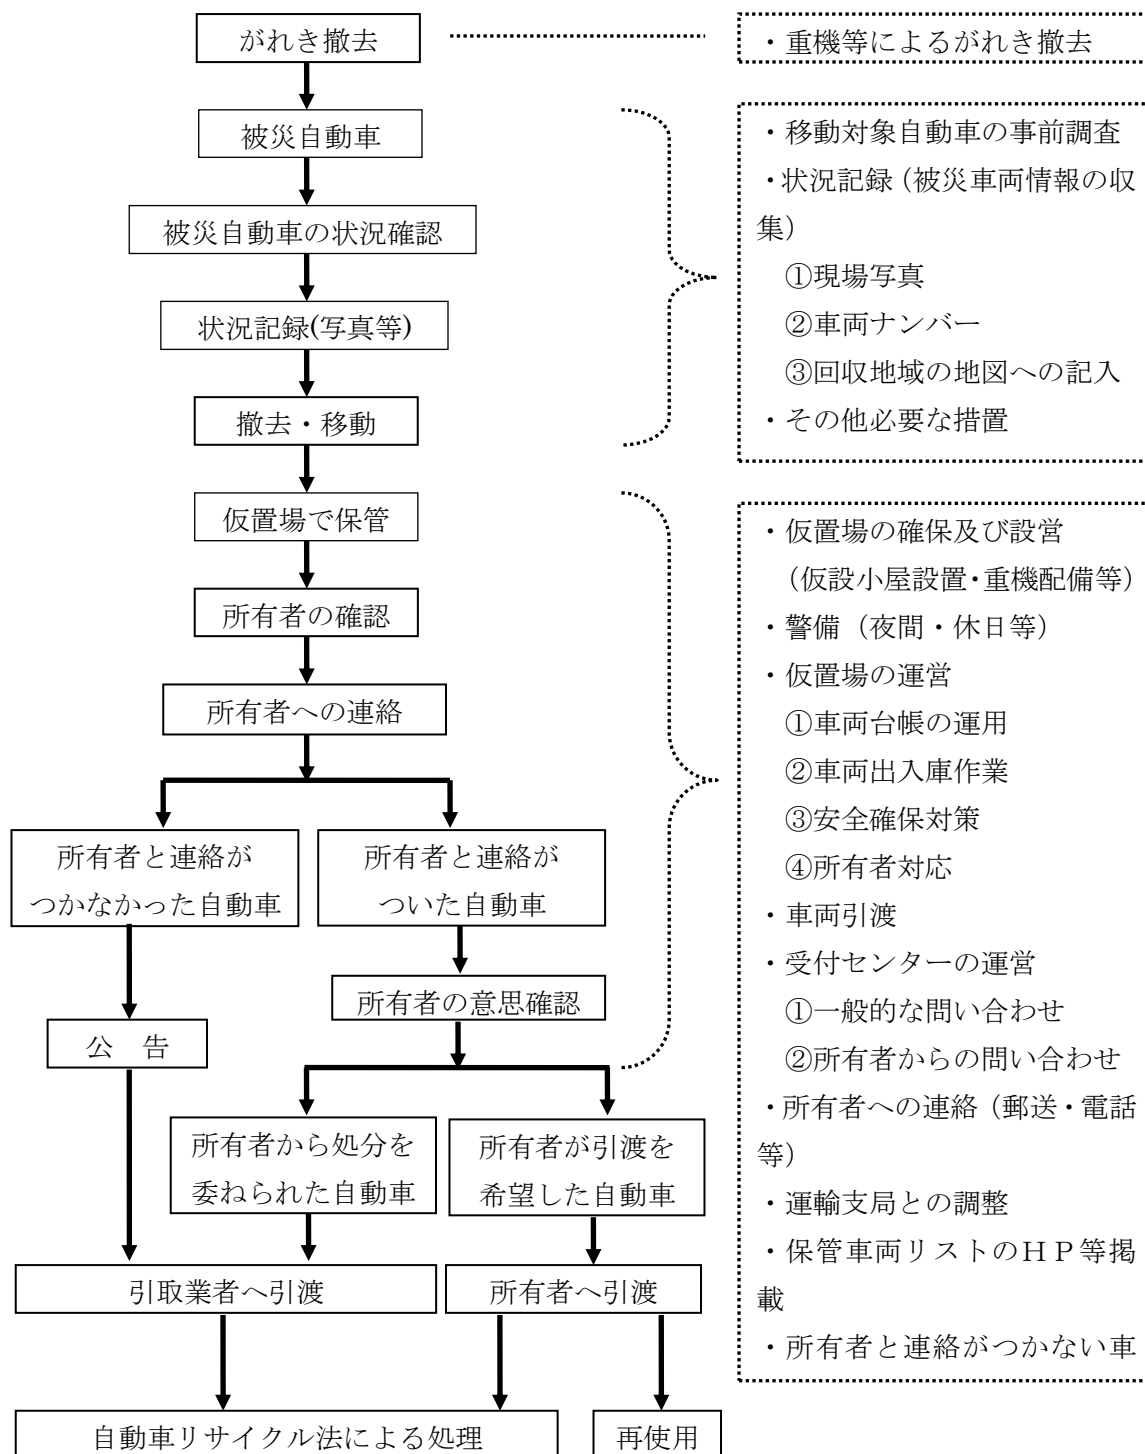 がれき撤去
・重機等によるがれき撤去
被災自動車
被災自動車の状況確認
状況記録(写真等)
撤去・移動
・移動対象自動車の事前調査
・状況記録（被災車両情報の収
集）
①現場写真
②車両ナンバー
③回収地域の地図への記入
・その他必要な措置
仮置場で保管
所有者の確認
所有者への連絡
所有者と連絡が
つかなかった自動車
所有者と連絡が
ついた自動車
所有者の意思確認
公　告
所有者から処分を
委ねられた自動車
所有者が引渡を
希望した自動車
引取業者へ引渡
所有者へ引渡
自動車リサイクル法による処理
再使用
・仮置場の確保及び設営
（仮設小屋設置・重機配備等）
・警備（夜間・休日等）
・仮置場の運営
①車両台帳の運用
②車両出入庫作業
③安全確保対策
④所有者対応
・車両引渡
・受付センターの運営
①一般的な問い合わせ
②所有者からの問い合わせ
・所有者への連絡（郵送・電話
等）
・運輸支局との調整
・保管車両リストのＨＰ等掲
載
・所有者と連絡がつかない車